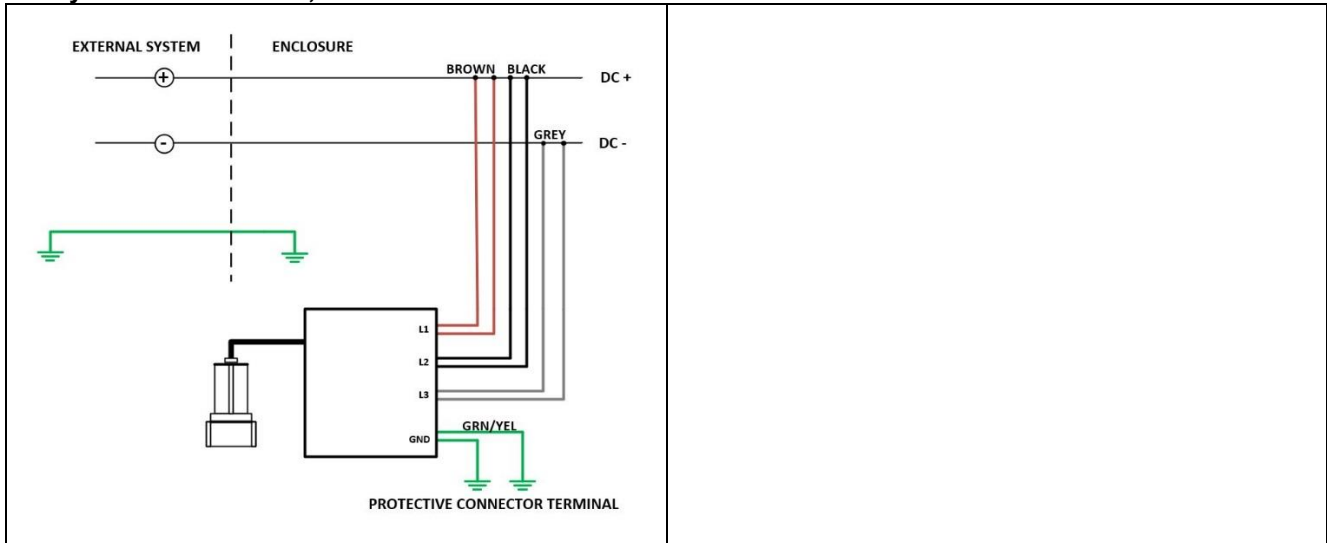 EXTERNAL SYSTEM
ENCLOSURE
BROWN
BLACK
DC +
+
GREY
DC -
-
L1
L2
L3
GRN/YEL
GND
PROTECTIVE CONNECTOR TERMINAL